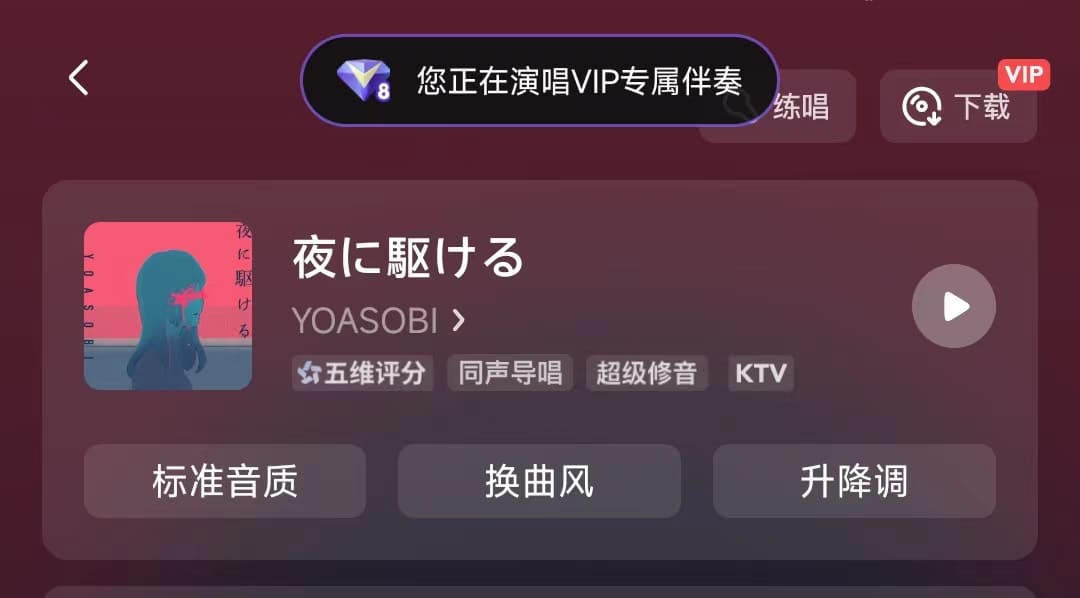 您正在演唱VIP专属伴奏
8
练唱
下载
VIP
夜に駆ける
YOASOBI
夜に駆ける
YOASOBI
五维评分
同声导唱
超级修音
KTV
标准音质
换曲风
升降调